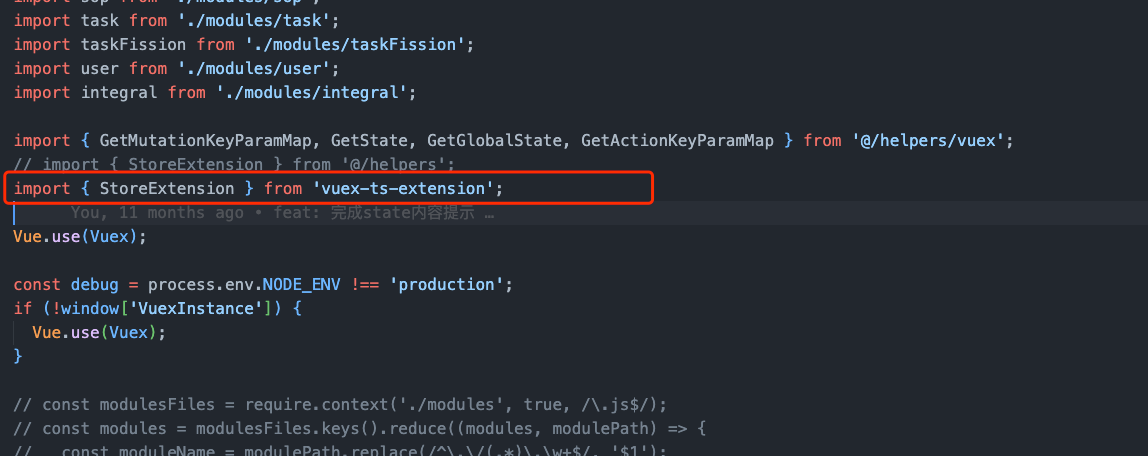 import sop from './modules/sop';
import task from './modules/task';
import taskFission from './modules/taskFission';
import user from './modules/user';
import integral from './modules/integral';
import { GetMutationKeyParamMap, GetState, GetGlobalState, GetActionKeyParamMap } from '@/helpers/vuex';
// import { StoreExtension } from '@/helpers';
import { StoreExtension } from 'vuex-ts-extension';
You, 11 months ago • feat: 完成state内容提示 …
Vue.use(Vuex);
const debug = process.env.NODE_ENV !== 'production';
if (!window['VuexInstance']) {
  Vue.use(Vuex);
}
// const modulesFiles = require.context('./modules', true, /\.js$/);
// const modules = modulesFiles.keys().reduce((modules, modulePath) => {
//   const moduleName = modulePath.replace(/^\.\/(.*)\.\w+$/, '$1');